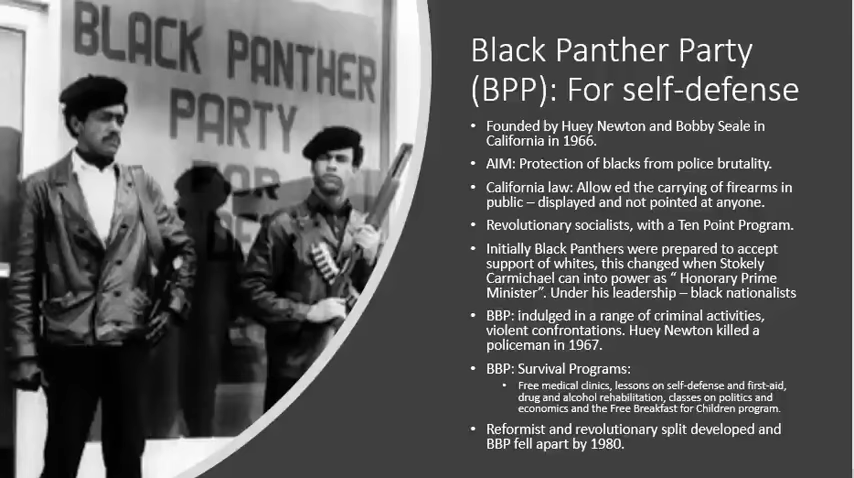 BLACK PANTHER
PARTY
FOR
Black Panther Party
(BPP): For self-defense
• Founded by Huey Newton and Bobby Seale in
California in 1966.
• AIM: Protection of blacks from police brutality.
• California law: Allow ed the carrying of firearms in
public – displayed and not pointed at anyone.
• Revolutionary socialists, with a Ten Point Program.
• Initially Black Panthers were prepared to accept
support of whites, this changed when Stokely
Carmichael can into power as “ Honorary Prime
Minister”. Under his leadership – black nationalists
• BBP: indulged in a range of criminal activities,
violent confrontations. Huey Newton killed a
policeman in 1967.
• BBP: Survival Programs:
• Free medical clinics, lessons on self-defense and first-aid,
drug and alcohol rehabilitation, classes on politics and
economics and the Free Breakfast for Children program.
• Reformist and revolutionary split developed and
BBP fell apart by 1980.